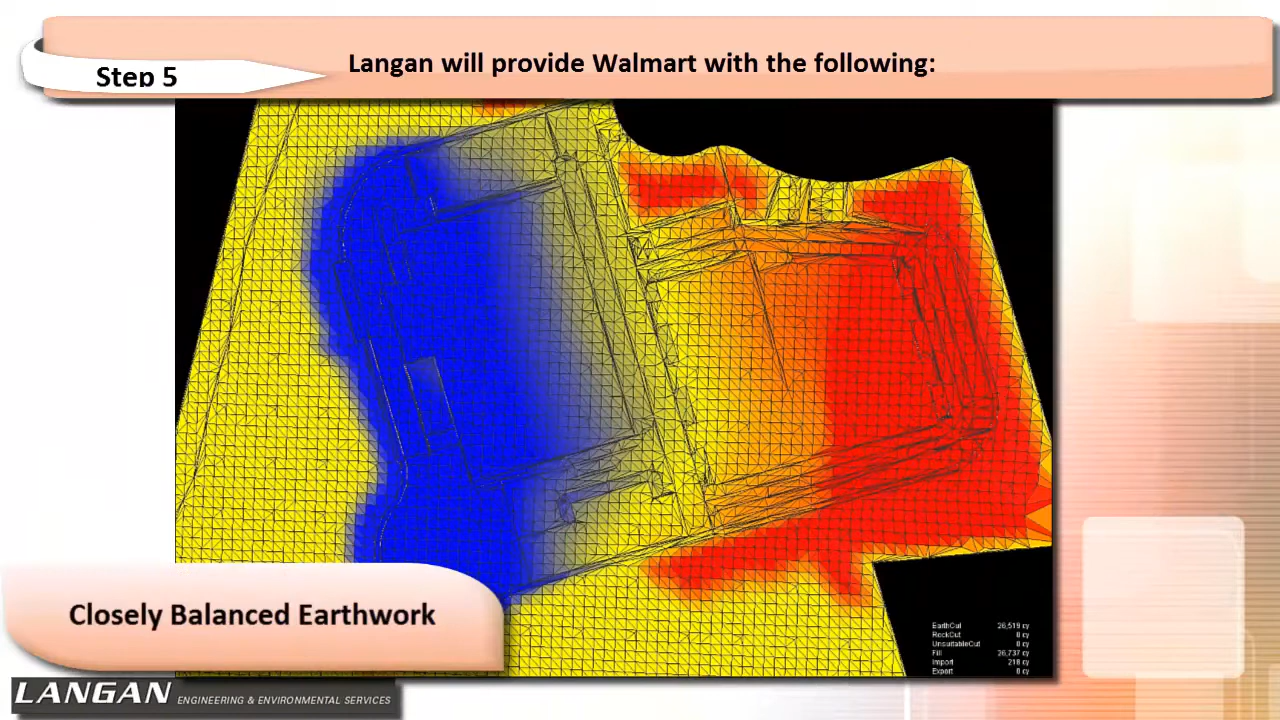 Step 5
Langan will provide Walmart with the following:
EarthCut 26,519 cy
RockCut 0 cy
UnsuitableCut 0 cy
Fill 26,737 cy
Import 218 cy
Export 0 cy
Closely Balanced Earthwork
LANGAN ENGINEERING & ENVIRONMENTAL SERVICES